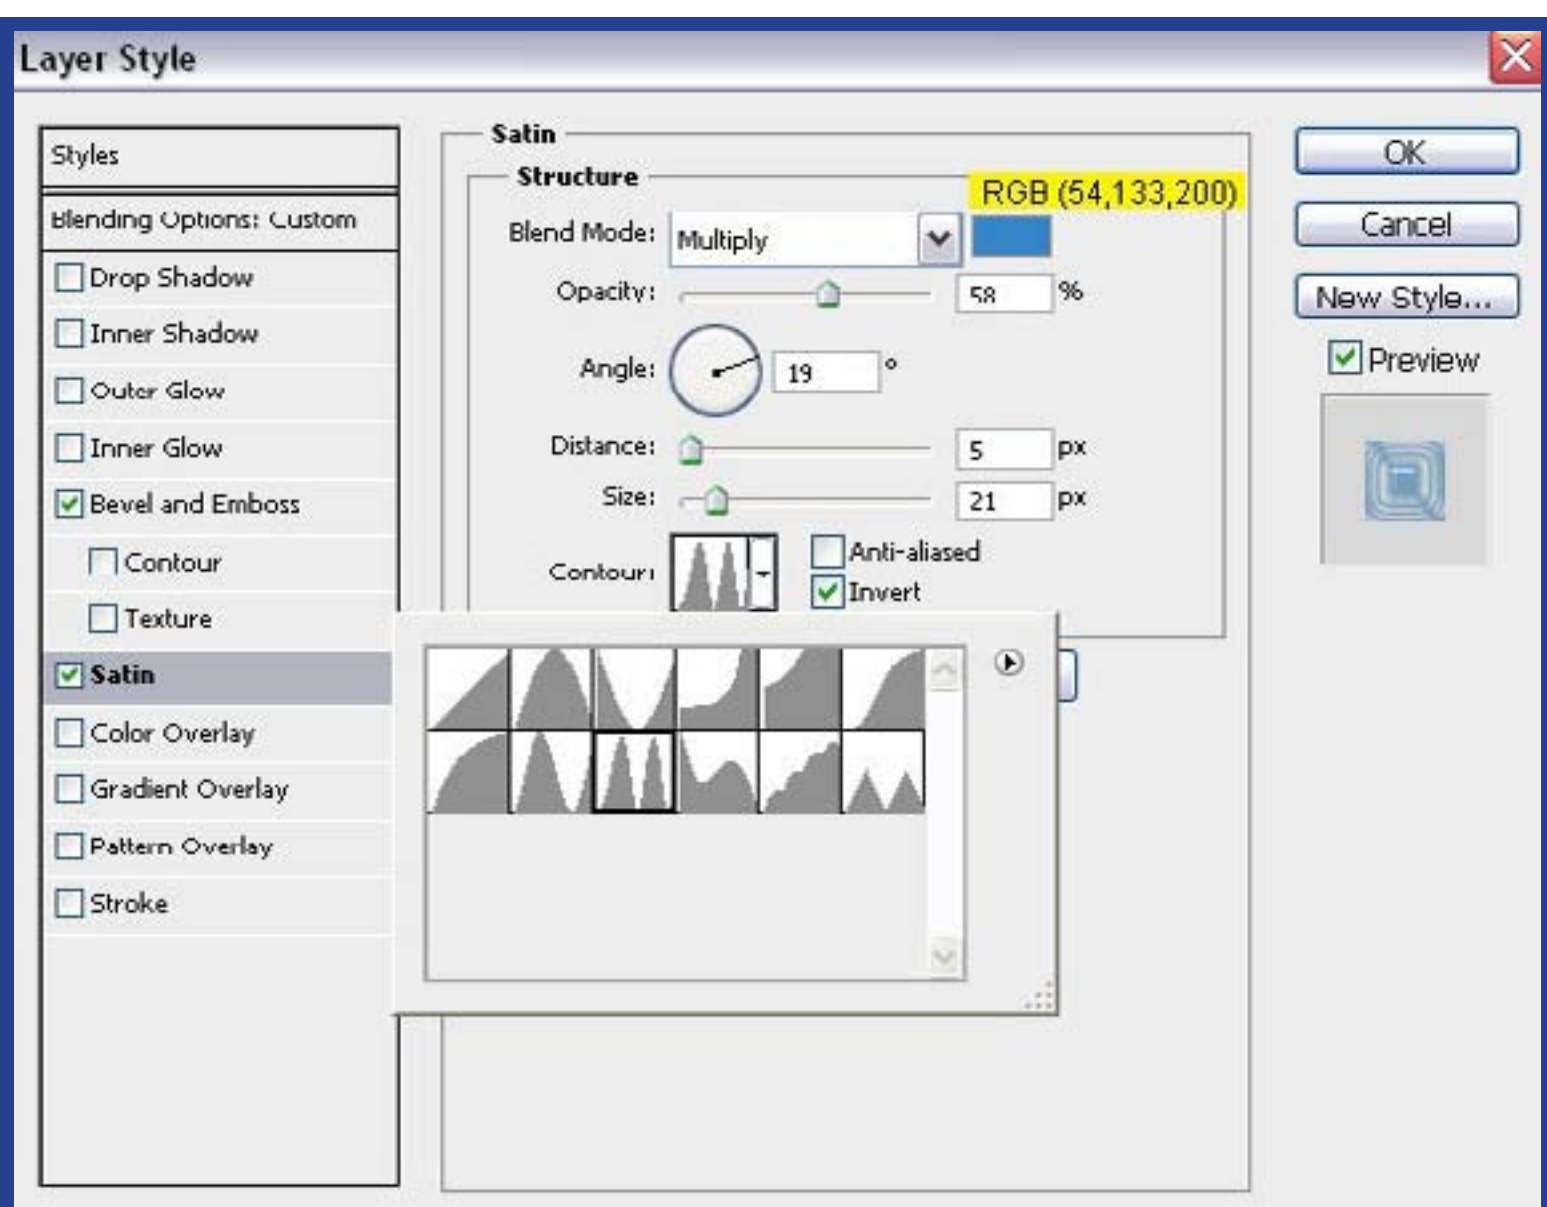 Layer Style
Styles
Blending Options: Custom
Drop Shadow
Inner Shadow
Outer Glow
Inner Glow
Bevel and Emboss
Contour
Texture
Satin
Color Overlay
Gradient Overlay
Pattern Overlay
Stroke
Satin
Structure
RGB (54,133,200)
Blend Mode: Multiply
Opacity: 58 %
Angle: 19 °
Distance: 5 px
Size: 21 px
Contour: Anti-aliased
Invert
OK
Cancel
New Style...
Preview